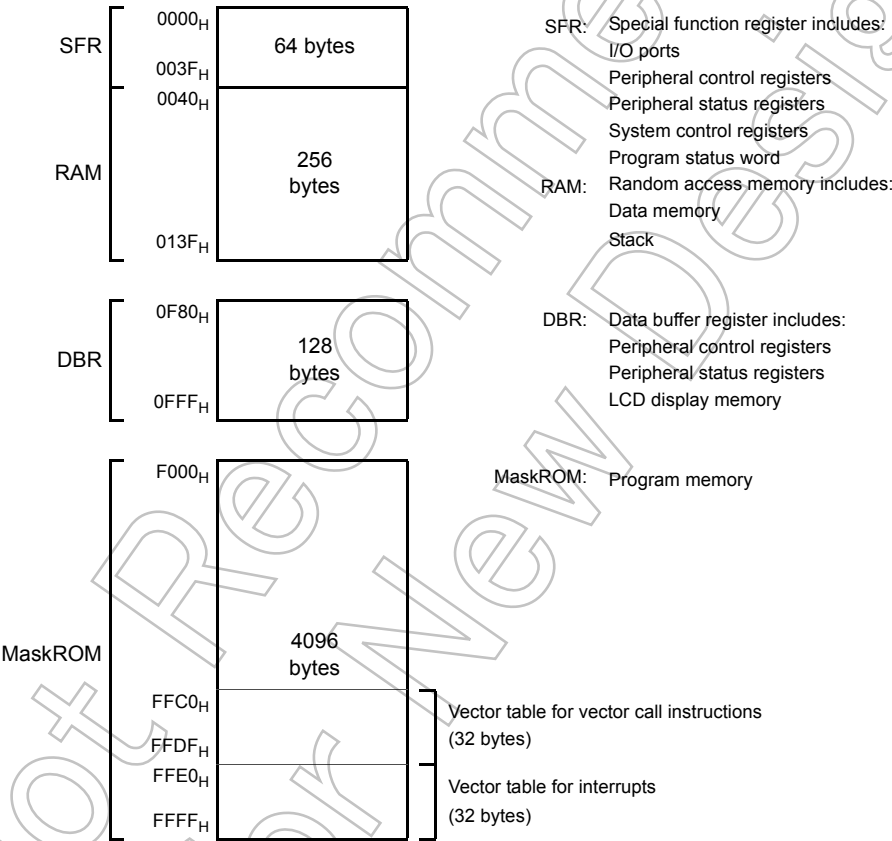 SFR
0000H
003FH
64 bytes
RAM
0040H
013FH
256
bytes
DBR
0F80H
0FFFH
128
bytes
MaskROM
F000H
4096
bytes
FFC0H
FFDFH
FFE0H
FFFFH
Vector table for vector call instructions
(32 bytes)
Vector table for interrupts
(32 bytes)
SFR: Special function register includes:
I/O ports
Peripheral control registers
Peripheral status registers
System control registers
Program status word
RAM: Random access memory includes:
Data memory
Stack
DBR: Data buffer register includes:
Peripheral control registers
Peripheral status registers
LCD display memory
MaskROM: Program memory